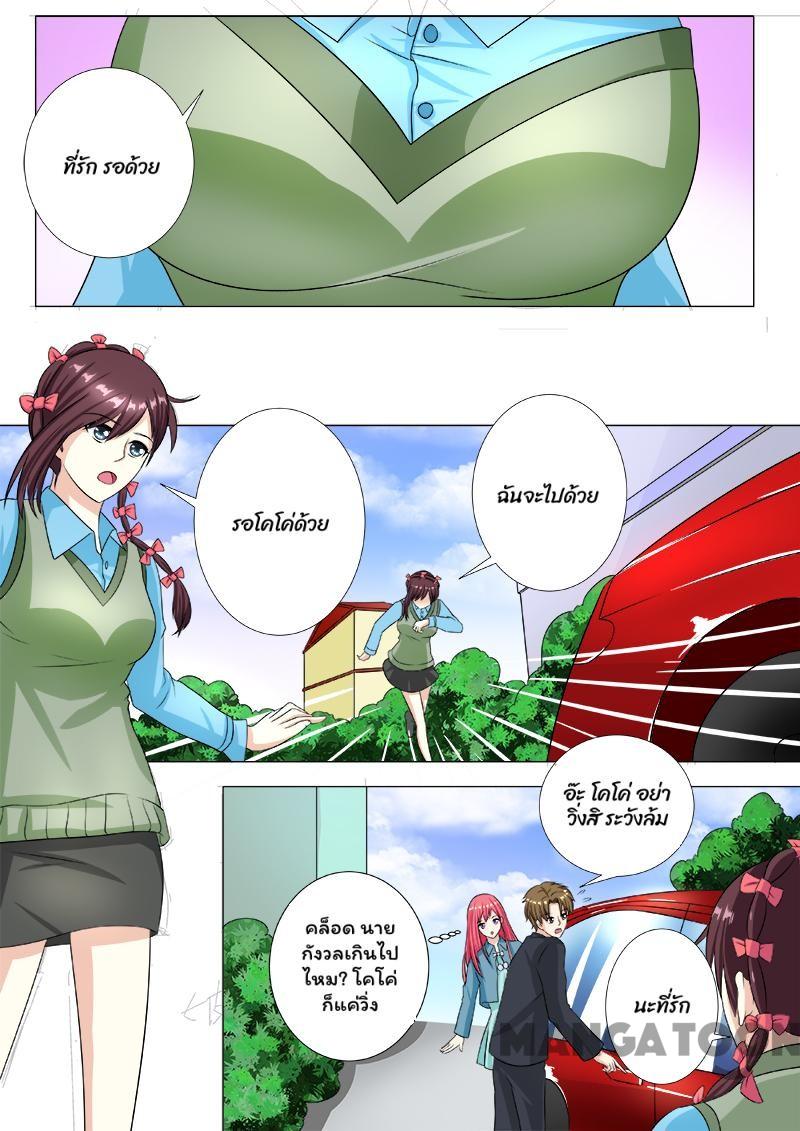 ที่รัก รอด้วย
รอโคโค่ด้วย
ฉันจะไปด้วย
อ๊ะ โคโค่ อย่า
วิ่งสิ ระวังล้ม
คล็อด นาย
กังวลเกินไป
ไหม? โคโค่
ก็แค่วิ่ง
นะที่รัก
MANGATOON